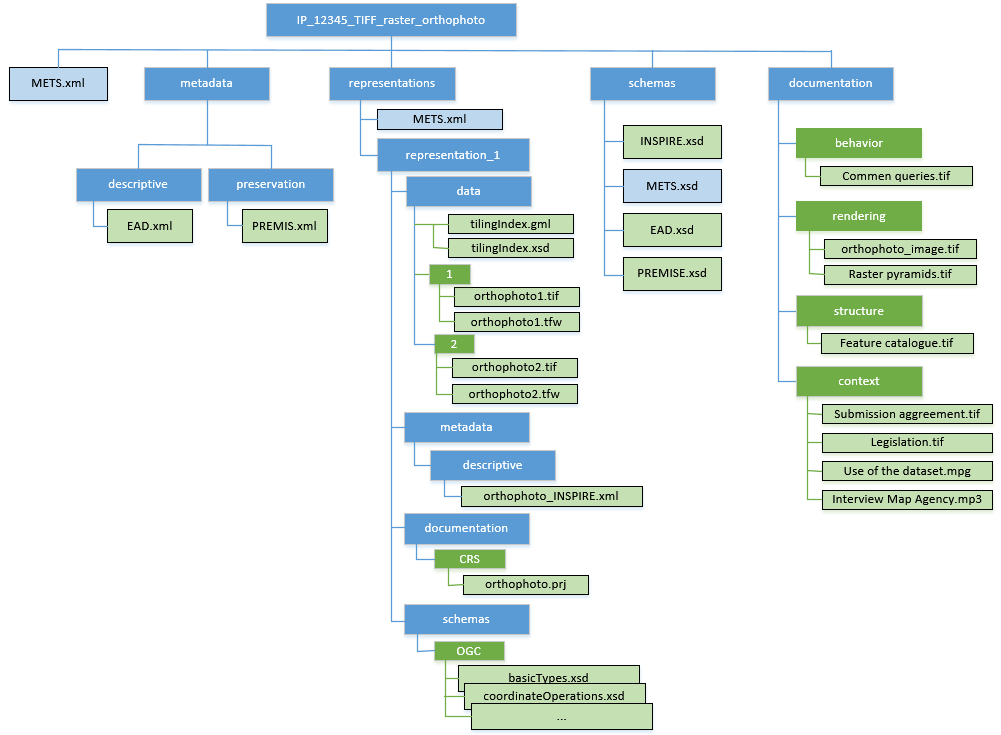 IP_12345_TIFF_raster_orthophoto
METS.xml
metadata
descriptive
EAD.xml
preservation
PREMIS.xml
representations
METS.xml
representation_1
data
tilingIndex.gml
tilingIndex.xsd
1
orthophoto1.tif
orthophoto1.tfw
2
orthophoto2.tif
orthophoto2.tfw
metadata
descriptive
orthophoto_INSPIRE.xml
documentation
CRS
orthophoto.prj
schemas
OGC
basicTypes.xsd
coordinateOperations.xsd
...
schemas
INSPIRE.xsd
METS.xsd
EAD.xsd
PREMISE.xsd
documentation
behavior
Commen queries.tif
rendering
orthophoto_image.tif
Raster pyramids.tif
structure
Feature catalogue.tif
context
Submission aggreement.tif
Legislation.tif
Use of the dataset.mpg
Interview Map Agency.mp3